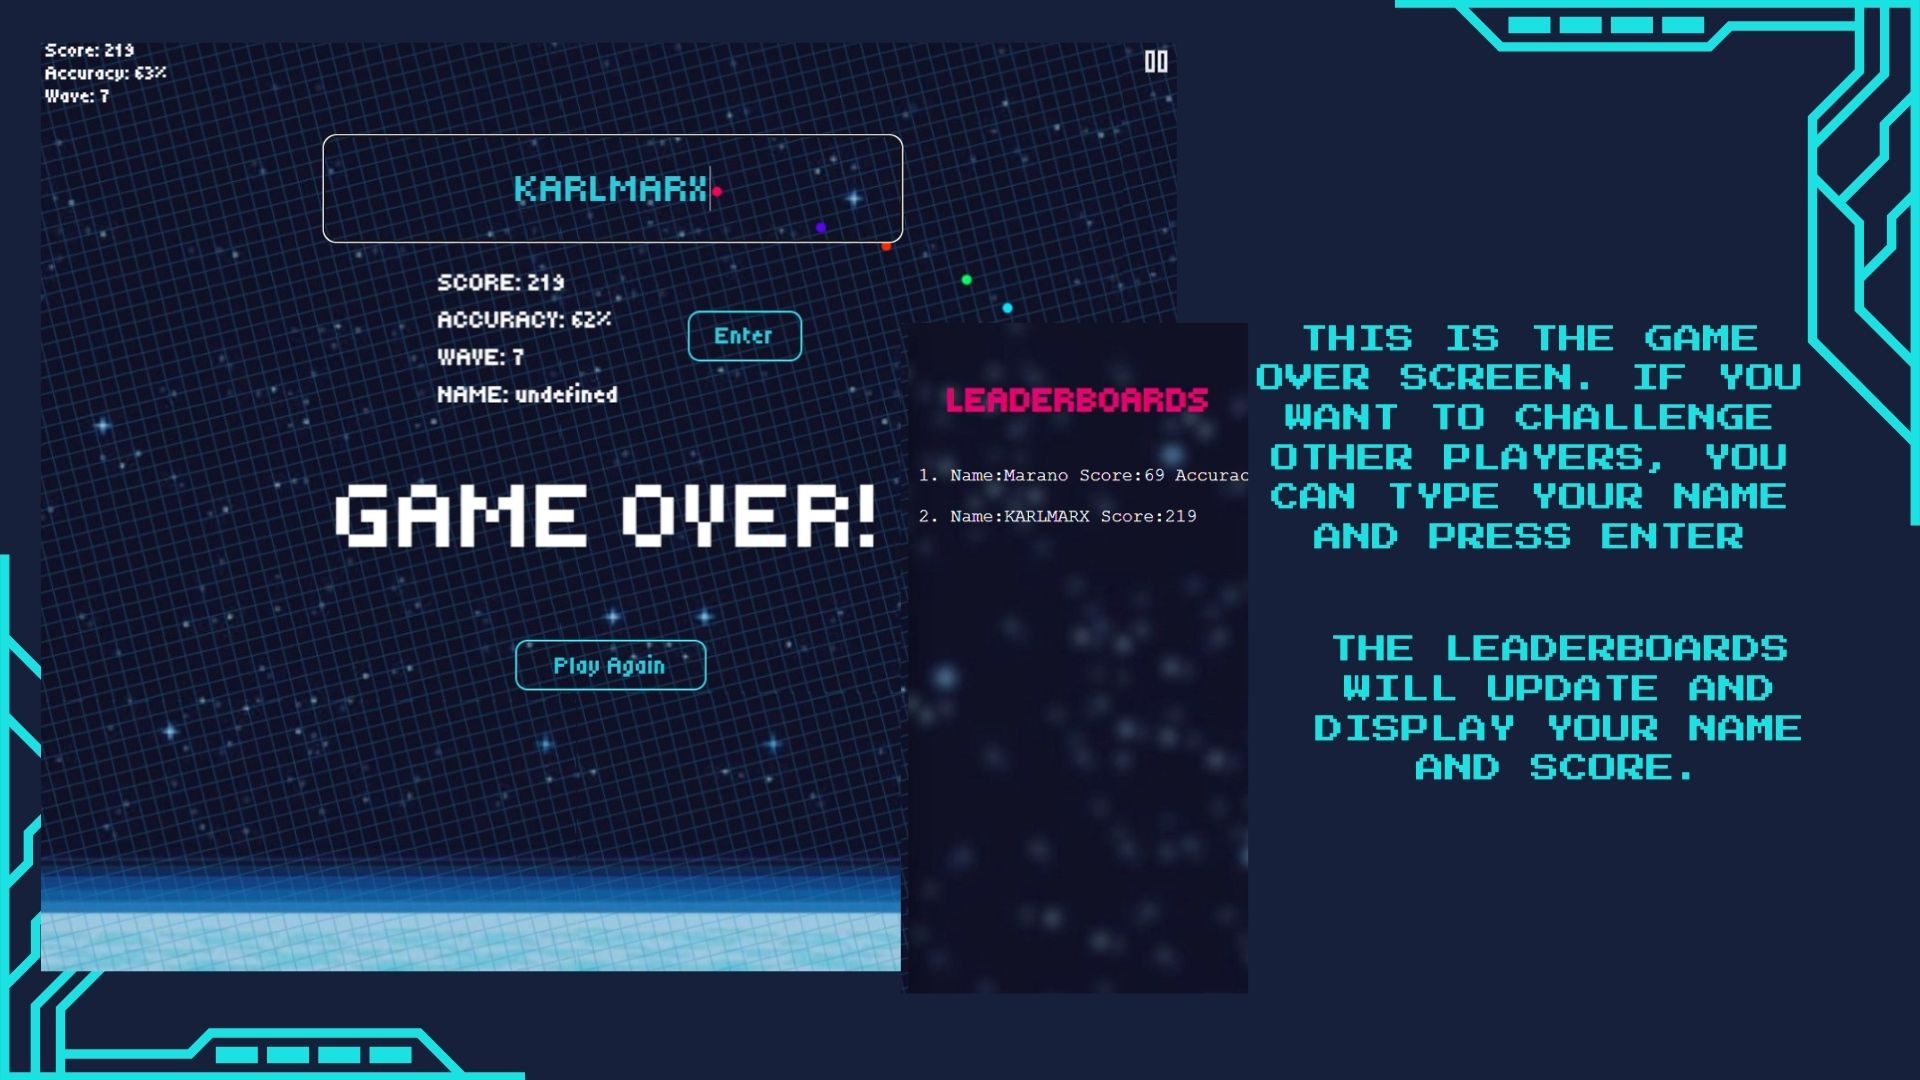 Score: 219
Accuracy: 63%
Wave: 7
KARLMARX
SCORE: 219
ACCURACY: 62%
WAVE: 7
NAME: undefined
Enter
GAME OVER!
Play Again
LEADERBOARDS
1. Name:Marano Score:69 Accurac
2. Name:KARLMARX Score:219
THIS IS THE GAME
OVER SCREEN. IF YOU
WANT TO CHALLENGE
OTHER PLAYERS, YOU
CAN TYPE YOUR NAME
AND PRESS ENTER
THE LEADERBOARDS
WILL UPDATE AND
DISPLAY YOUR NAME
AND SCORE.